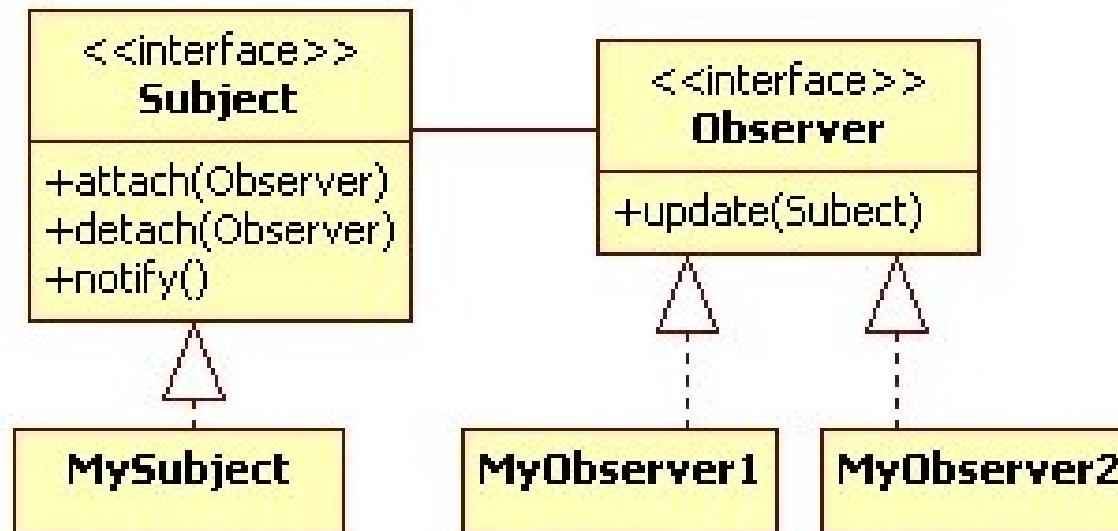 <<interface>>
Subject
+attach(Observer)
+detach(Observer)
+notify()
<<interface>>
Observer
+update(Subect)
MySubject
MyObserver1
MyObserver2